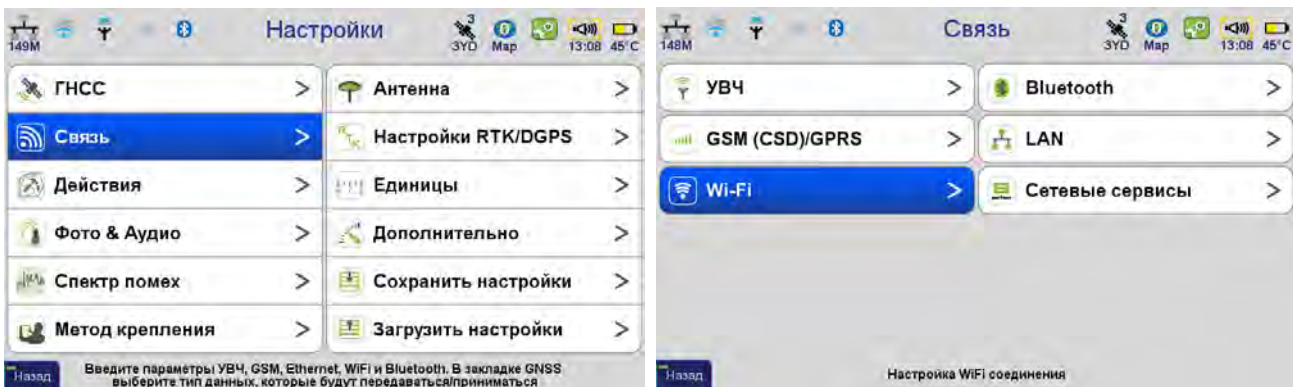 149M
Настройки
3
3YD
Map
13:08
45°C
ГНСС
Антенна
Связь
Настройки RTK/DGPS
Действия
Единицы
Фото & Аудио
Дополнительно
Спектр помех
Сохранить настройки
Метод крепления
Загрузить настройки
Назад
Введите параметры УВЧ, GSM, Ethernet, WiFi и Bluetooth. В закладке GNSS
выберите тип данных, которые будут передаваться/приниматься
148M
Связь
3
3YD
Map
13:08
45°C
УВЧ
Bluetooth
GSM (CSD)/GPRS
LAN
Wi-Fi
Сетевые сервисы
Назад
Настройка WiFi соединения